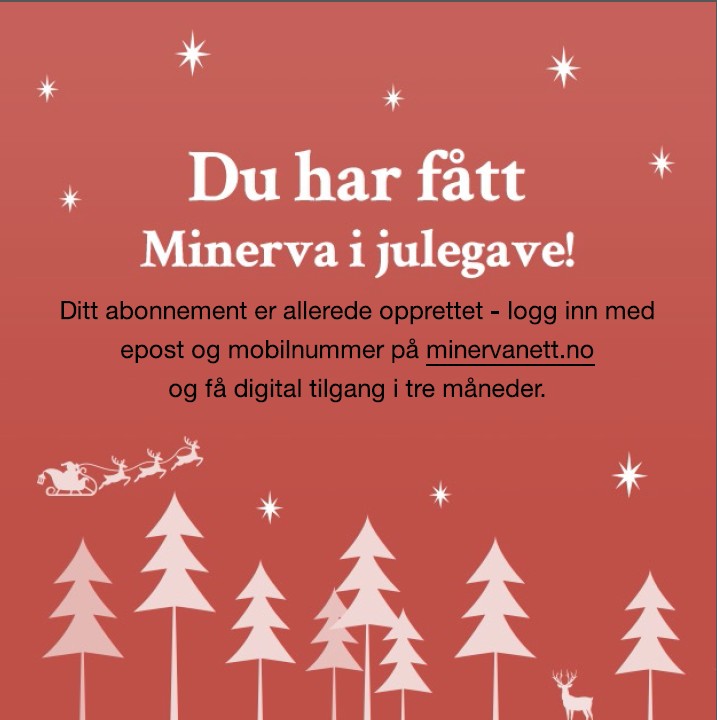 Du har fått
Minerva i julegave!
Ditt abonnement er allerede opprettet - logg inn med
epost og mobilnummer på minervanett.no
og få digital tilgang i tre måneder.